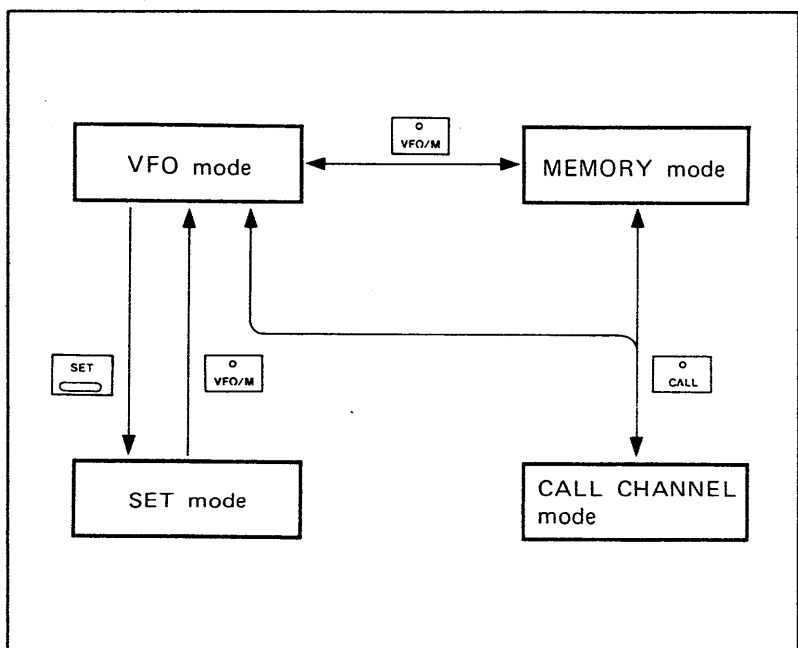 VFO/M
VFO mode
MEMORY mode
SET
VFO/M
CALL
SET mode
CALL CHANNEL
mode